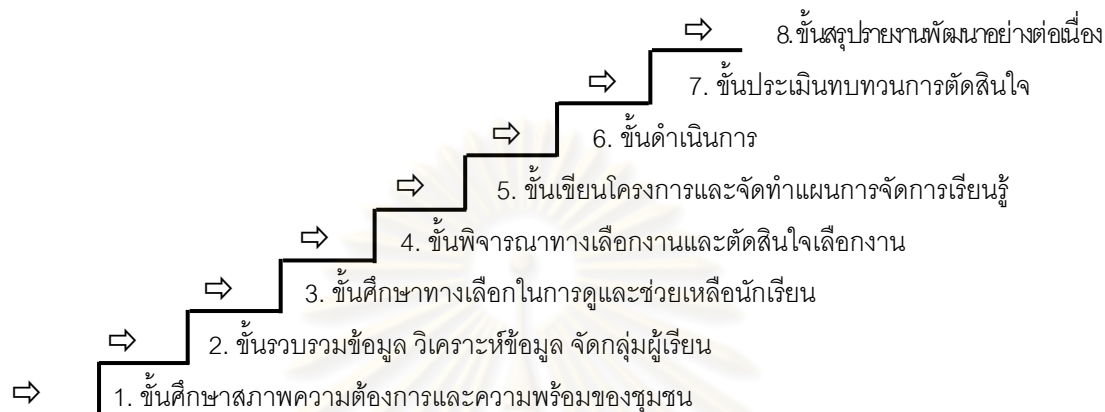 8.ขั้นสรุปรายงานพัฒนาอย่างต่อเนื่อง
7. ขั้นประเมินทบทวนการตัดสินใจ
6. ขั้นดำเนินการ
5. ขั้นเขียนโครงการและจัดทำแผนการจัดการเรียนรู้
4. ขั้นพิจารณาทางเลือกงานและตัดสินใจเลือกงาน
3. ขั้นศึกษาทางเลือกในการดูและช่วยเหลือนักเรียน
2. ขั้นรวบรวมข้อมูล วิเคราะห์ข้อมูล จัดกลุ่มผู้เรียน
1. ขั้นศึกษาสภาพความต้องการและความพร้อมของชุมชน